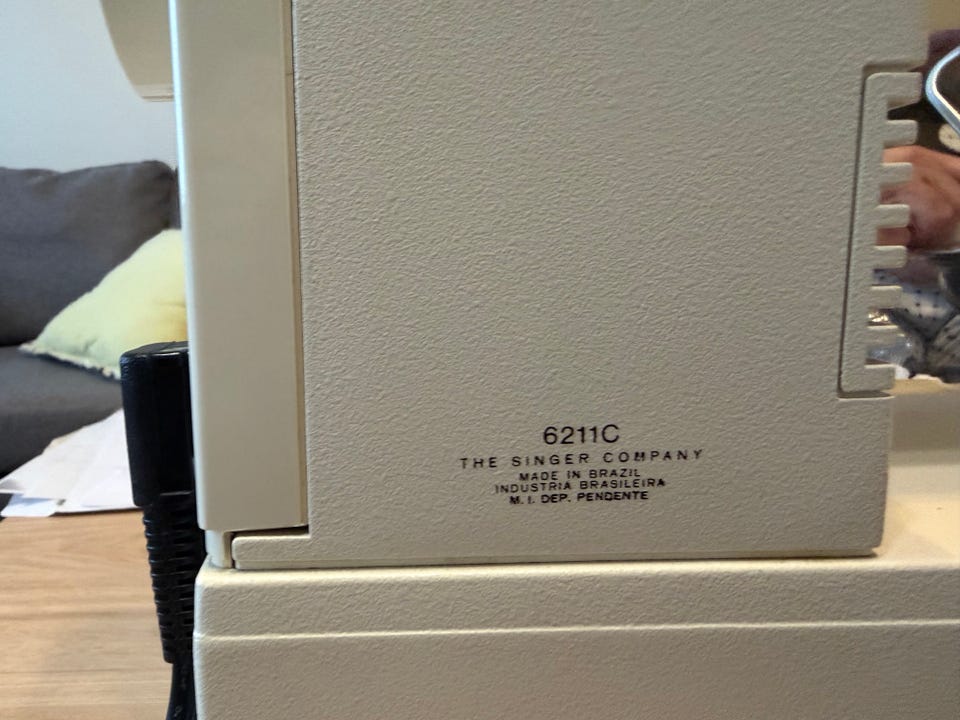 6211C
THE SINGER COMPANY
MADE IN BRAZIL
INDUSTRIA BRASILEIRA
M. I. DEP. PENDENTE